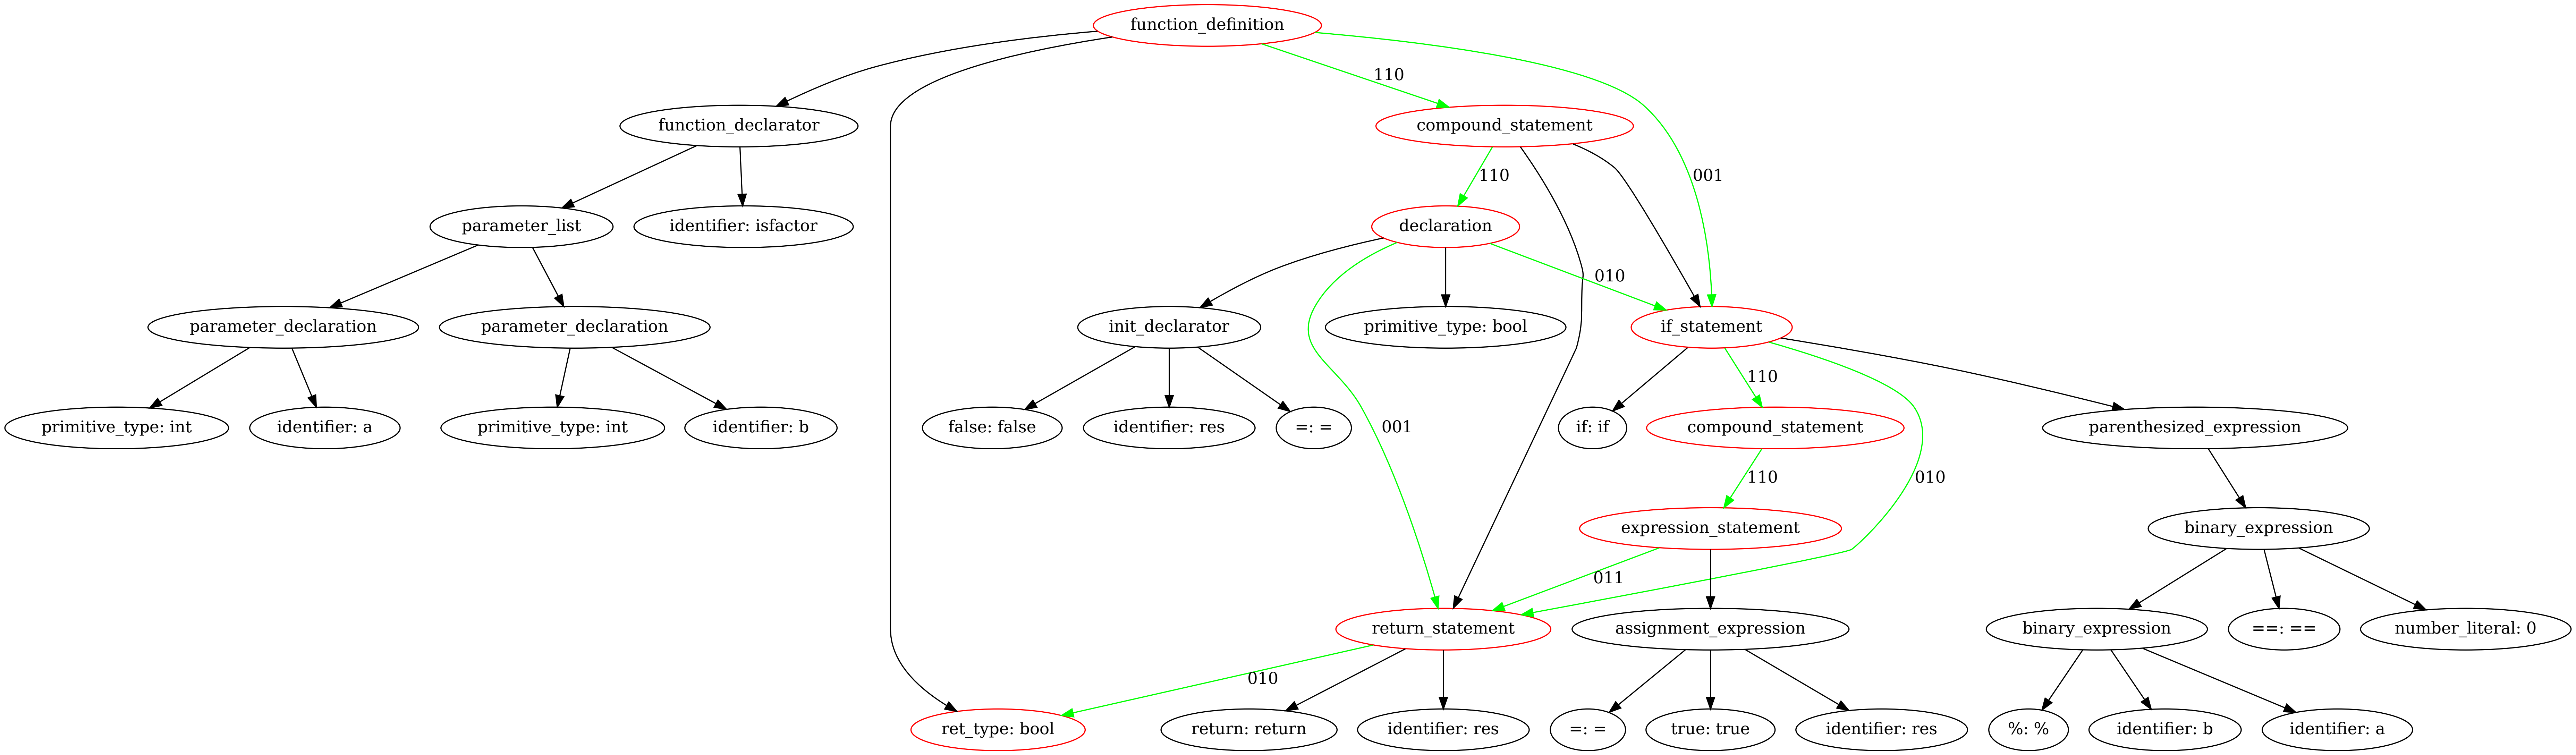 function_definition
110
function_declarator
compound_statement
110
001
parameter_list
identifier: isfactor
declaration
010
parameter_declaration
parameter_declaration
init_declarator
primitive_type: bool
if_statement
110
primitive_type: int
identifier: a
primitive_type: int
identifier: b
false: false
identifier: res
=: =
001
if: if
compound_statement
parenthesized_expression
110
010
expression_statement
binary_expression
011
return_statement
assignment_expression
binary_expression
==: ==
number_literal: 0
010
ret_type: bool
return: return
identifier: res
=: =
true: true
identifier: res
%: %
identifier: b
identifier: a